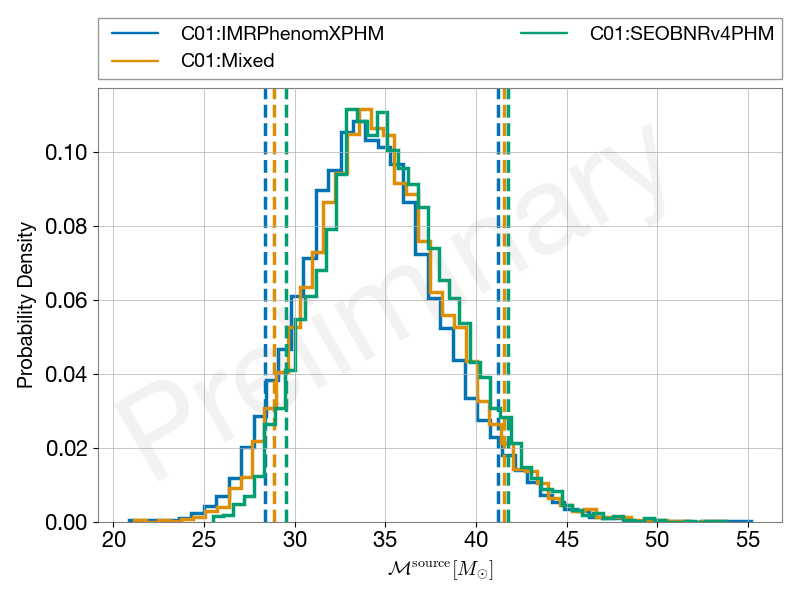 C01:IMRPhenomXPHM
C01:Mixed
C01:SEOBNRv4PHM
Preliminary
Probability Density
0.10
0.08
0.06
0.04
0.02
0.00
20 25 30 35 40 45 50 55
ℳ^source [M_⊙]